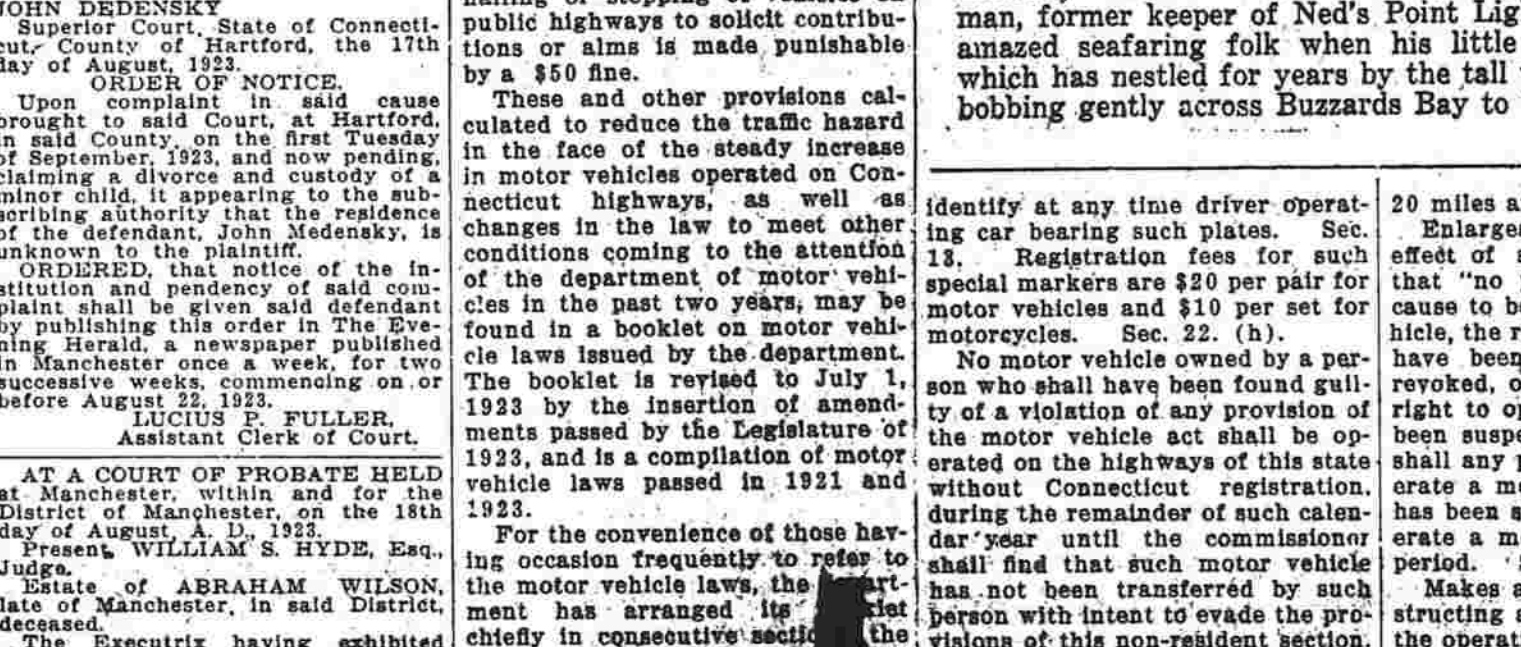 JOHN DEDENSKY
Superior Court, State of Connecti-
cut, County of Hartford, the 17th
day of August, 1923.
ORDER OF NOTICE.
Upon complaint in said cause
brought to said Court, at Hartford,
in said County, on the first Tuesday
of September, 1923, and now pending,
claiming a divorce and custody of a
minor child, it appearing to the sub-
scribing authority that the residence
of the defendant, John Medensky, is
unknown to the plaintiff.
ORDERED, that notice of the in-
stitution and pendency of said com-
plaint shall be given said defendant
by publishing this order in The Eve-
ning Herald, a newspaper published
in Manchester once a week, for two
successive weeks, commencing on or
before August 22, 1923.
LUCIUS P. FULLER,
Assistant Clerk of Court.
AT A COURT OF PROBATE HELD
at Manchester, within and for the
District of Manchester, on the 18th
day of August, A. D., 1923.
Present, WILLIAM S. HYDE, Esq.,
Judge.
Estate of ABRAHAM WILSON,
late of Manchester, in said District,
deceased.
The Executrix having exhibited
public highways to solicit contribu-
tions or alms is made punishable
by a $50 fine.
These and other provisions cal-
culated to reduce the traffic hazard
in the face of the steady increase
in motor vehicles operated on Con-
necticut highways, as well as
changes in the law to meet other
conditions coming to the attention
of the department of motor vehi-
cles in the past two years, may be
found in a booklet on motor vehi-
cle laws issued by the department.
The booklet is revised to July 1,
1923 by the insertion of amend-
ments passed by the Legislature of
1923, and is a compilation of motor
vehicle laws passed in 1921 and
1923.
For the convenience of those hav-
ing occasion frequently to refer to
the motor vehicle laws, the
ment has arranged its
chiefly in consecutive the
man, former keeper of Ned's Point Lig
amazed seafaring folk when his little
which has nestled for years by the tall
bobbing gently across Buzzards Bay to
identify at any time driver operat-
ing car bearing such plates. Sec.
13. Registration fees for such
special markers are $20 per pair for
motor vehicles and $10 per set for
motorcycles. Sec. 22. (h).
No motor vehicle owned by a per-
son who shall have been found guil-
ty of a violation of any provision of
the motor vehicle act shall be op-
erated on the highways of this state
without Connecticut registration.
during the remainder of such calen-
dar year until the commissioner
shall find that such motor vehicle
has not been transferred by such
person with intent to evade the pro-
visions of this non-resident section.
20 miles a
Enlarge
effect of
that "no
cause to b
hicle, the r
have been
revoked, o
right to o
been suspe
shall any
erate a m
has been s
erate a m
period.
Makes a
structing
the operat